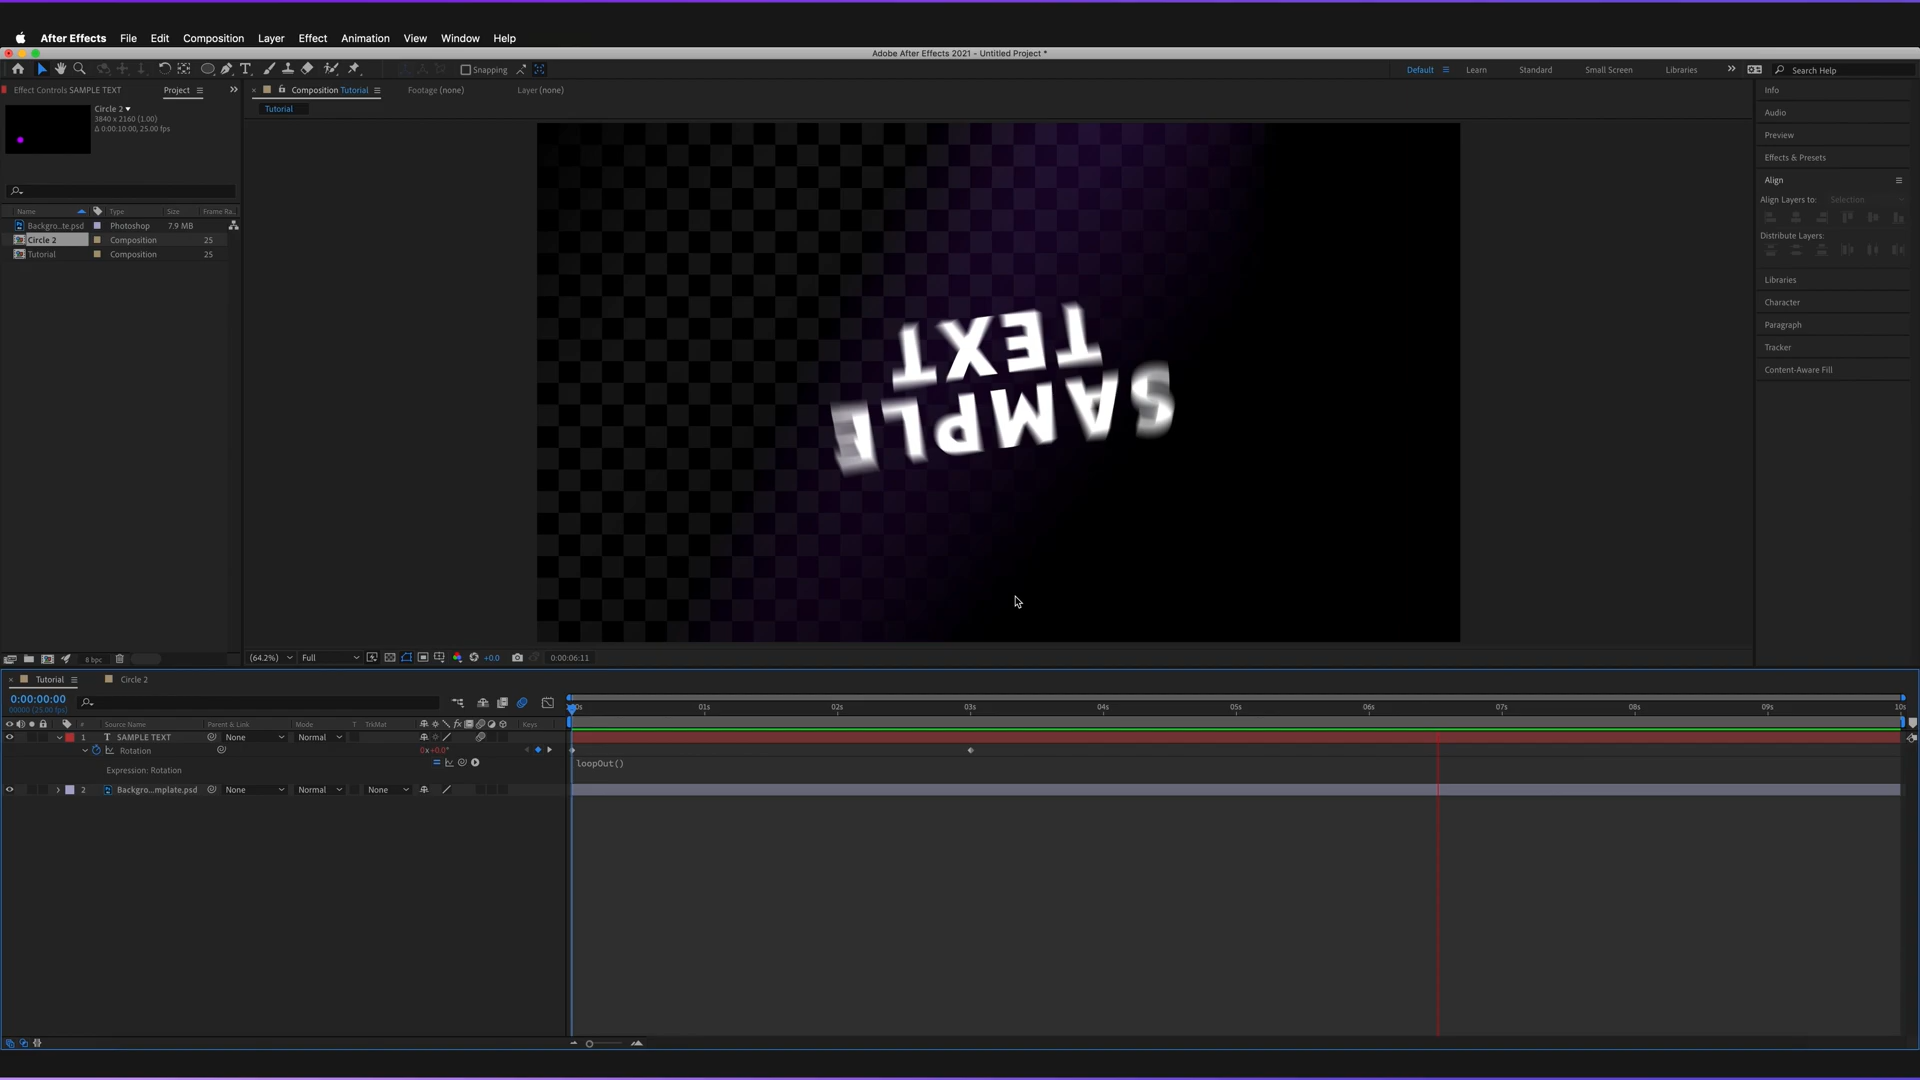 After Effects File Edit Composition Layer Effect Animation View Window Help
Adobe After Effects 2021 - Untitled Project *
Snapping
Default Learn Standard Small Screen Libraries Search Help
Effect Controls SAMPLE TEXT Project
Composition Tutorial Footage (none) Layer (none)
Tutorial
Circle 2
3840 x 2160 (1.00)
Δ 0:00:10:00, 25.00 fps
Name Type Size Frame Ra...
Backgro...te.psd Photoshop 7.9 MB
Circle 2 Composition 25
Tutorial Composition 25
SAMPLE
TEXT
Info
Audio
Preview
Effects & Presets
Align
Align Layers to: Selection
Distribute Layers:
Libraries
Character
Paragraph
Tracker
Content-Aware Fill
8 bpc
(64.2%) Full +0.0 0:00:06:11
Tutorial Circle 2
0:00:00:00
00000 (25.00 fps)
:00s 01s 02s 03s 04s 05s 06s 07s 08s 09s 10s
# Source Name Parent & Link Mode T TrkMat Keys
1 T SAMPLE TEXT None Normal
Rotation 0x+0.0°
loopOut()
Expression: Rotation
2 Backgro...mplate.psd None Normal None